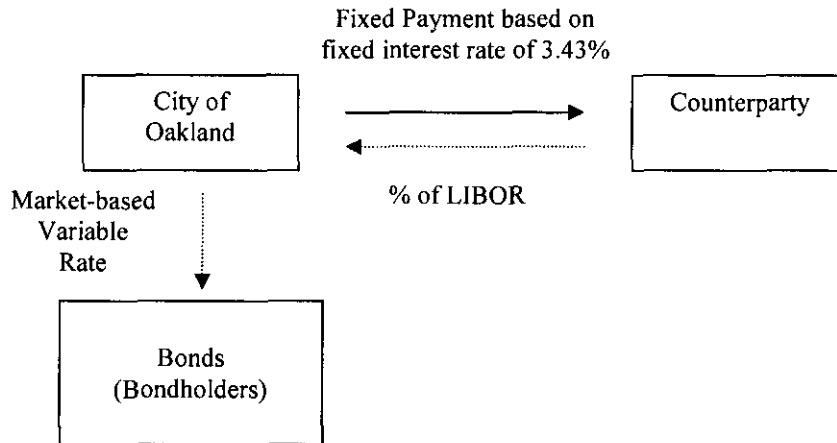 Fixed Payment based on
fixed interest rate of 3.43%
City of
Oakland
Counterparty
% of LIBOR
Market-based
Variable
Rate
Bonds
(Bondholders)